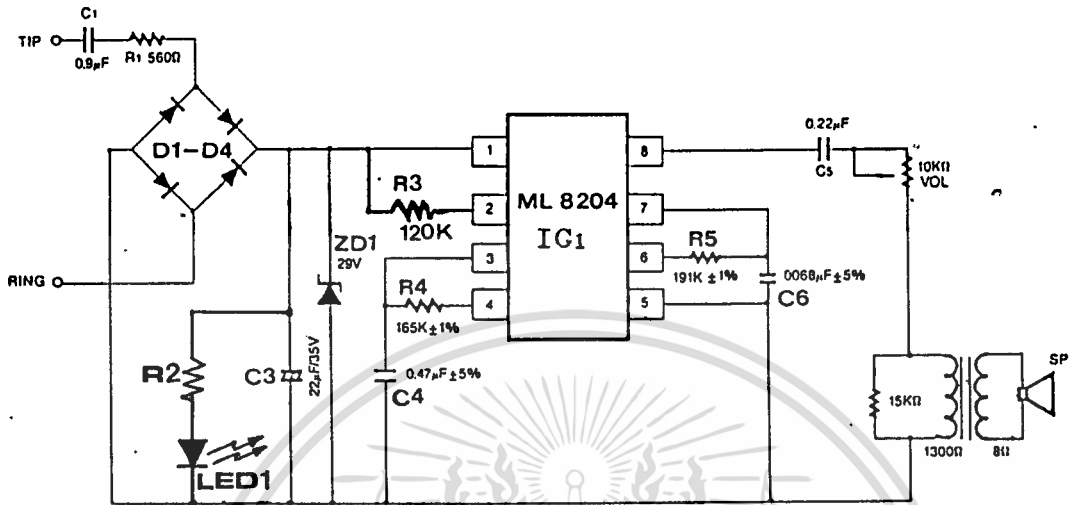 C1
TIP
0.9µF
R1 560Ω
D1-D4
RING
R2
LED1
C3
22µF/35V
ZD1
29V
R3
120K
R4
165K±1%
0.47µF±5%
C4
1
2
3
4
ML 8204
IG1
8
7
6
5
R5
191K±1%
.0068µF±5%
C6
0.22µF
C5
10KΩ
VOL
15KΩ
1300Ω
8Ω
SP